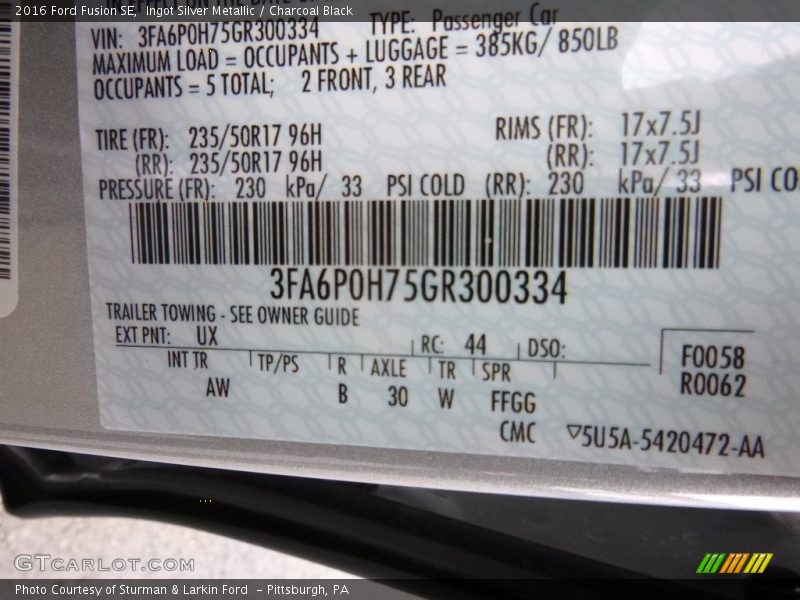 2016 Ford Fusion SE, Ingot Silver Metallic / Charcoal Black
VIN: 3FA6P0H75GR300334 TYPE: Passenger Car
MAXIMUM LOAD = OCCUPANTS + LUGGAGE = 385KG/ 850LB
OCCUPANTS = 5 TOTAL; 2 FRONT, 3 REAR
TIRE (FR): 235/50R17 96H RIMS (FR): 17x7.5J
(RR): 235/50R17 96H (RR): 17x7.5J
PRESSURE (FR): 230 kPa/ 33 PSI COLD (RR): 230 kPa/ 33 PSI CO
3FA6P0H75GR300334
TRAILER TOWING - SEE OWNER GUIDE
EXT PNT: UX RC: 44 DSO:
INT TR TP/PS R AXLE TR SPR F0058
AW B 30 W FFGG R0062
CMC ▽5U5A-5420472-AA
GTCARLOT.COM
Photo Courtesy of Sturman & Larkin Ford - Pittsburgh, PA